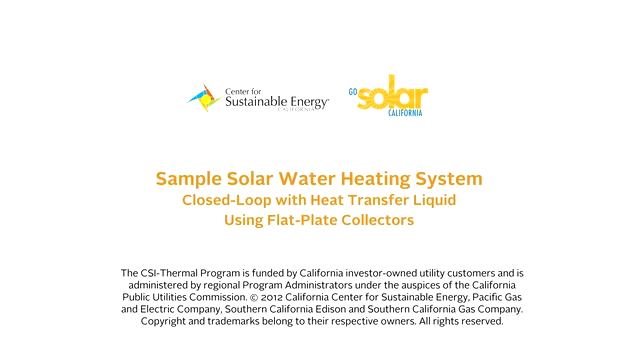 Center for
Sustainable Energy
CALIFORNIA
GO solar
CALIFORNIA
Sample Solar Water Heating System
Closed-Loop with Heat Transfer Liquid
Using Flat-Plate Collectors
The CSI-Thermal Program is funded by California investor-owned utility customers and is
administered by regional Program Administrators under the auspices of the California
Public Utilities Commission. © 2012 California Center for Sustainable Energy, Pacific Gas
and Electric Company, Southern California Edison and Southern California Gas Company.
Copyright and trademarks belong to their respective owners. All rights reserved.